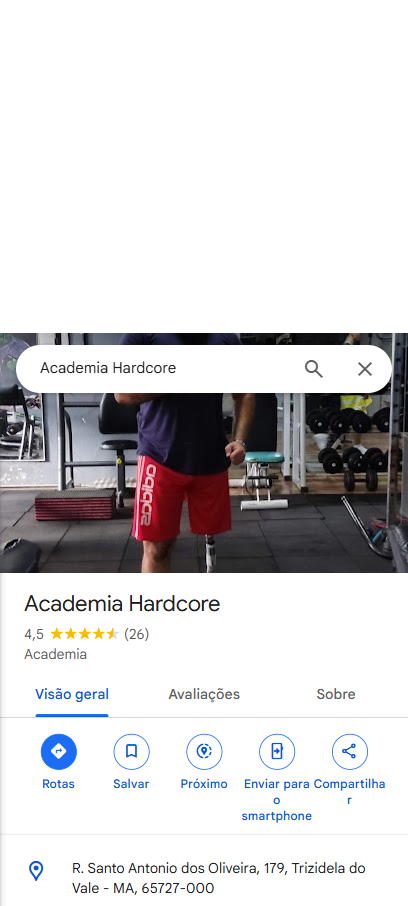 Academia Hardcore
adidas
Academia Hardcore
4,5 (26)
Academia
Visão geral
Avaliações
Sobre
Rotas
Salvar
Próximo
Enviar para
o
smartphone
Compartilha
r
R. Santo Antonio dos Oliveira, 179, Trizidela do
Vale - MA, 65727-000